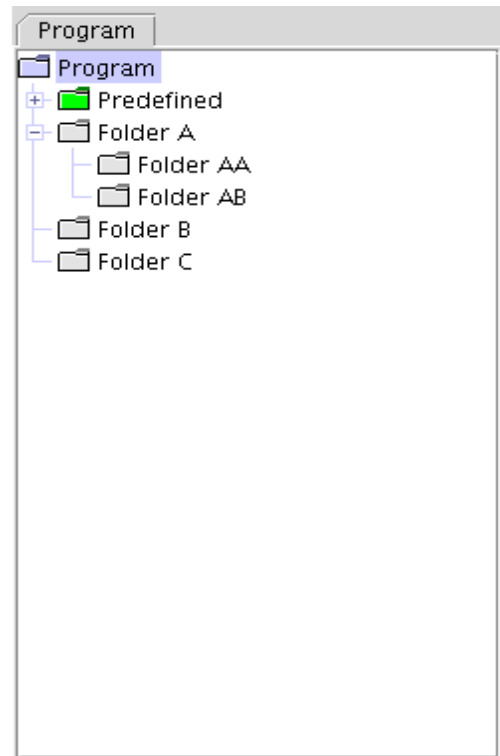 Program
Program
Predefined
Folder A
Folder AA
Folder AB
Folder B
Folder C